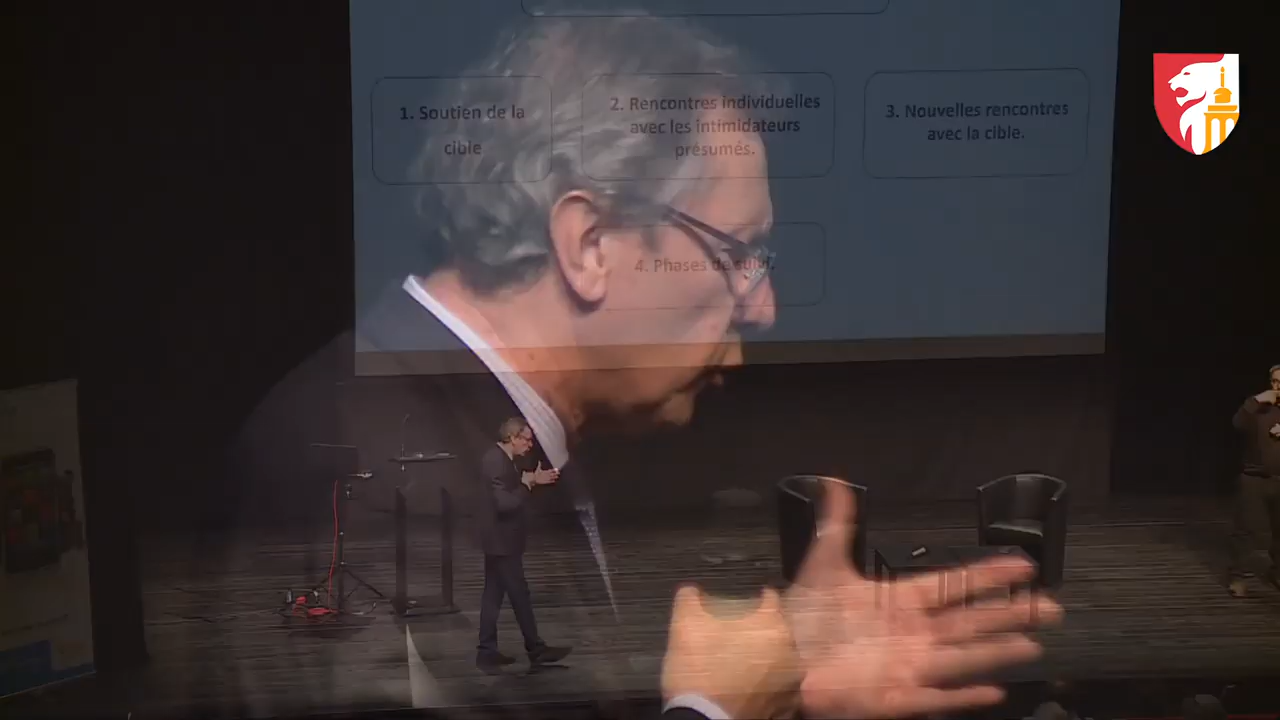 1. Soutien de la
cible
2. Rencontres individuelles
avec les intimidateurs
présumés.
3. Nouvelles rencontres
avec la cible.
4. Phases de suivi.